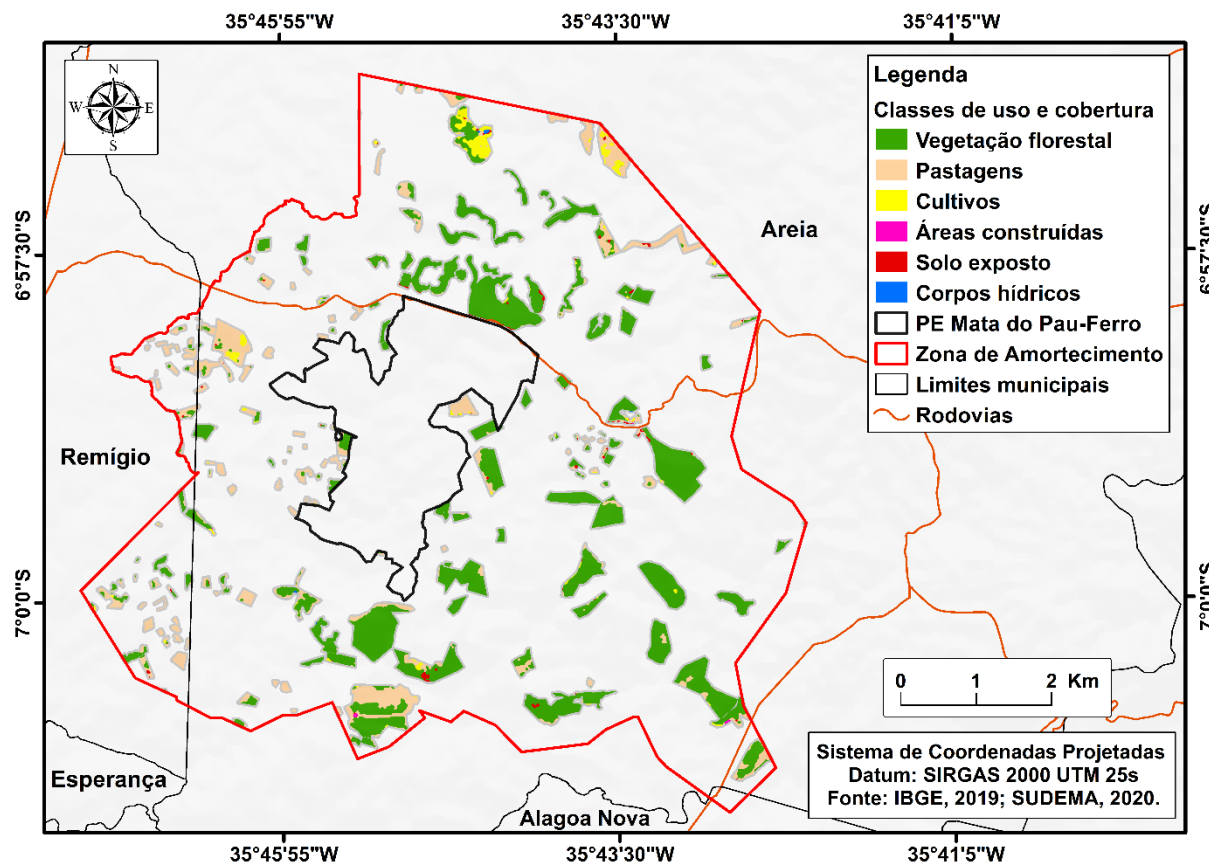 35°45'55"W 35°43'30"W 35°41'5"W
N
W E
S
Legenda
Classes de uso e cobertura
Vegetação florestal
Pastagens
Cultivos
Áreas construídas
Solo exposto
Corpos hídricos
PE Mata do Pau-Ferro
Zona de Amortecimento
Limites municipais
Rodovias
Areia
6°57'30"S
6°57'30"S
Remígio
7°0'0"S
7°0'0"S
0 1 2 Km
Sistema de Coordenadas Projetadas
Datum: SIRGAS 2000 UTM 25s
Fonte: IBGE, 2019; SUDEMA, 2020.
Esperança
Alagoa Nova
35°45'55"W 35°43'30"W 35°41'5"W